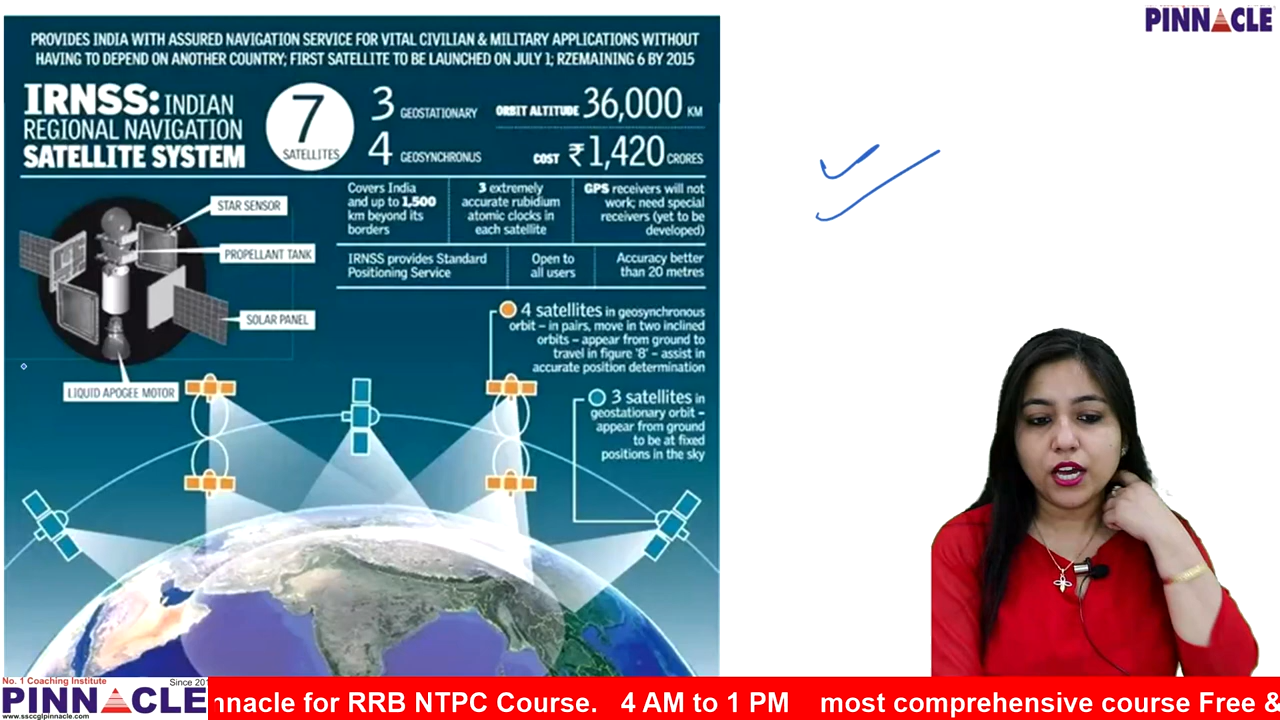 PINNACLE
PROVIDES INDIA WITH ASSURED NAVIGATION SERVICE FOR VITAL CIVILIAN & MILITARY APPLICATIONS WITHOUT
HAVING TO DEPEND ON ANOTHER COUNTRY; FIRST SATELLITE TO BE LAUNCHED ON JULY 1; RZEMAINING 6 BY 2015
IRNSS: INDIAN
REGIONAL NAVIGATION
SATELLITE SYSTEM
7
SATELLITES
3 GEOSTATIONARY
4 GEOSYNCHRONUS
ORBIT ALTITUDE 36,000 KM
COST ₹1,420 CRORES
Covers India
and up to 1,500
km beyond its
borders
3 extremely
accurate rubidium
atomic clocks in
each satellite
GPS receivers will not
work; need special
receivers (yet to be
developed)
IRNSS provides Standard
Positioning Service
Open to
all users
Accuracy better
than 20 metres
STAR SENSOR
PROPELLANT TANK
SOLAR PANEL
LIQUID APOGEE MOTOR
4 satellites in geosynchronous
orbit – in pairs, move in two inclined
orbits – appear from ground to
travel in figure '8' – assist in
accurate position determination
3 satellites in
geostationary orbit –
appear from ground
to be at fixed
positions in the sky
No. 1 Coaching Institute Since 20
PINNACLE
www.ssccglpinnacle.com
nnacle for RRB NTPC Course. 4 AM to 1 PM most comprehensive course Free &